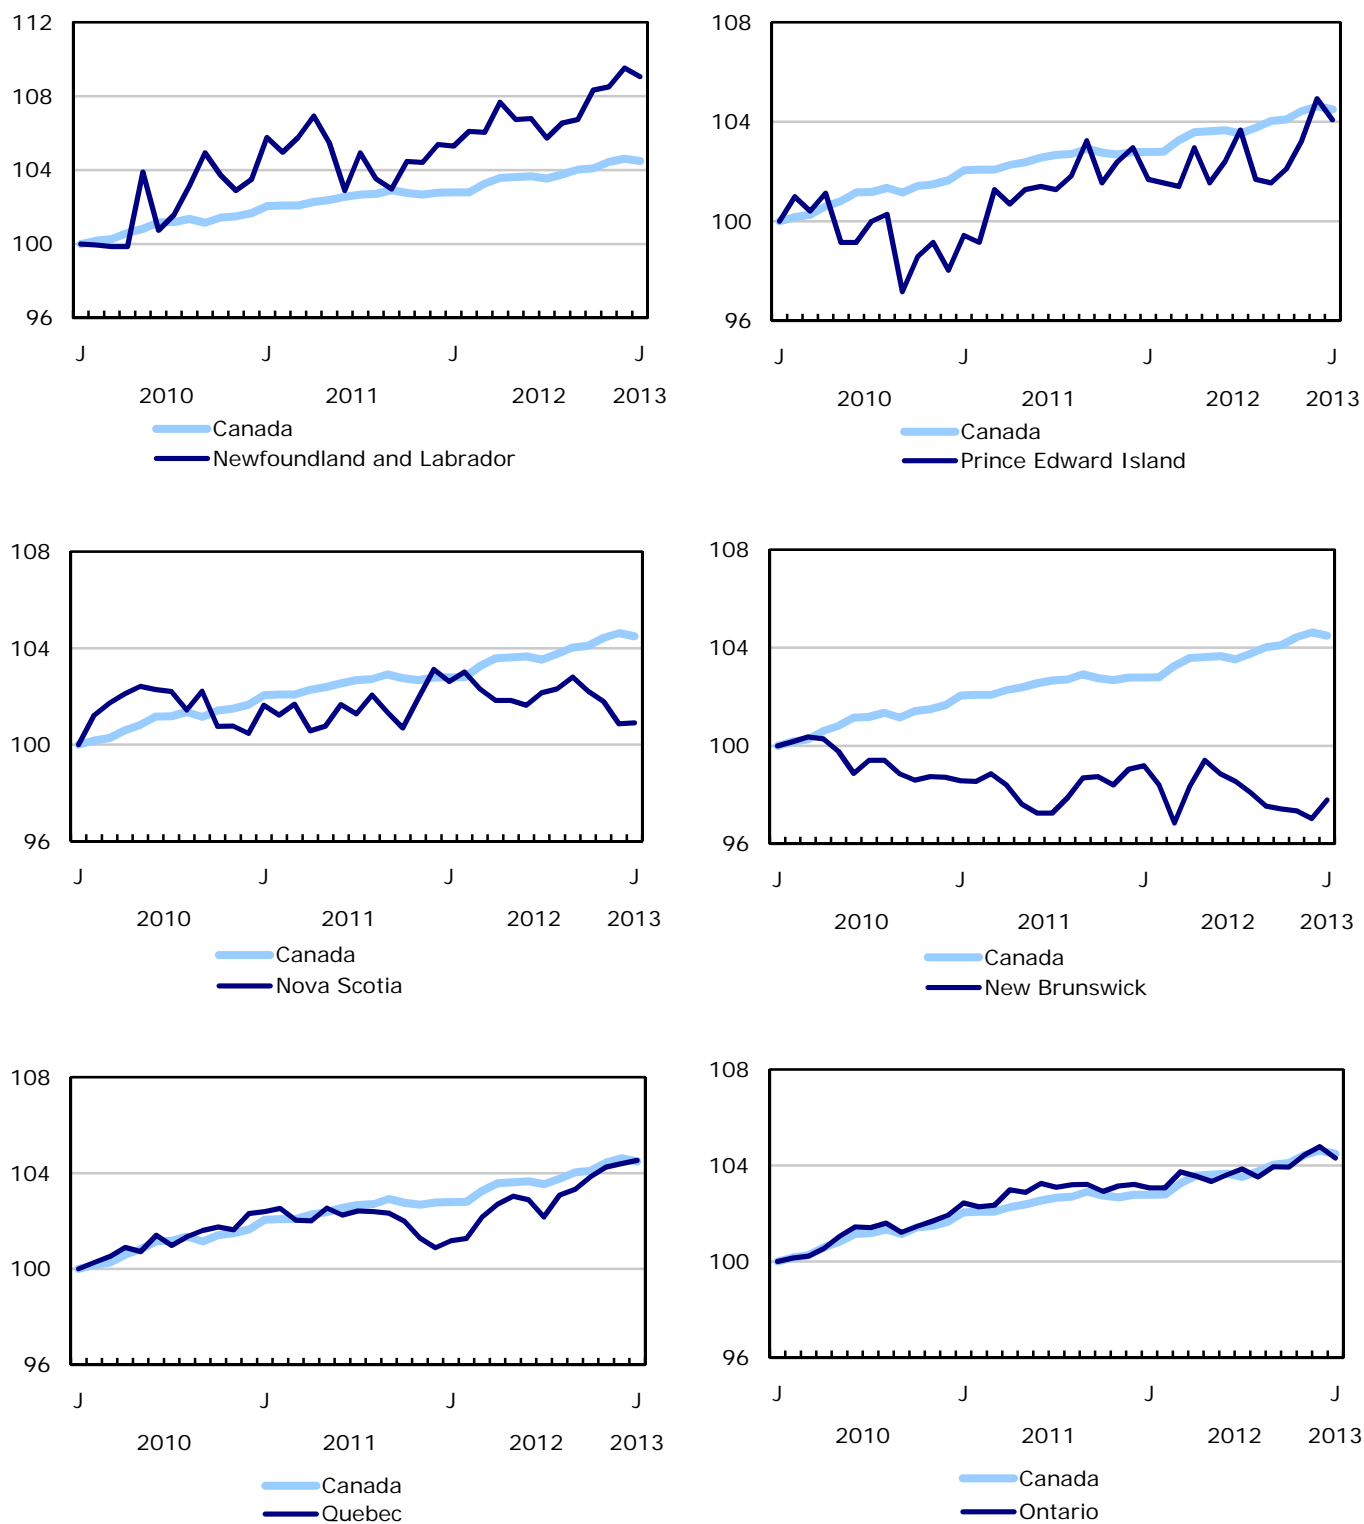 112
108
104
100
96
J J J J
2010 2011 2012 2013
Canada
Newfoundland and Labrador
108
104
100
96
J J J J
2010 2011 2012 2013
Canada
Prince Edward Island
108
104
100
96
J J J J
2010 2011 2012 2013
Canada
Nova Scotia
108
104
100
96
J J J J
2010 2011 2012 2013
Canada
New Brunswick
108
104
100
96
J J J J
2010 2011 2012 2013
Canada
Quebec
108
104
100
96
J J J J
2010 2011 2012 2013
Canada
Ontario